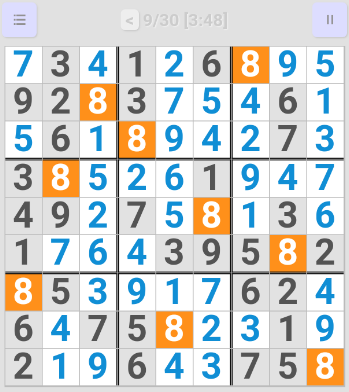 < 9/30 [3:48]
7 3 4 1 2 6 8 9 5
9 2 8 3 7 5 4 6 1
5 6 1 8 9 4 2 7 3
3 8 5 2 6 1 9 4 7
4 9 2 7 5 8 1 3 6
1 7 6 4 3 9 5 8 2
8 5 3 9 1 7 6 2 4
6 4 7 5 8 2 3 1 9
2 1 9 6 4 3 7 5 8